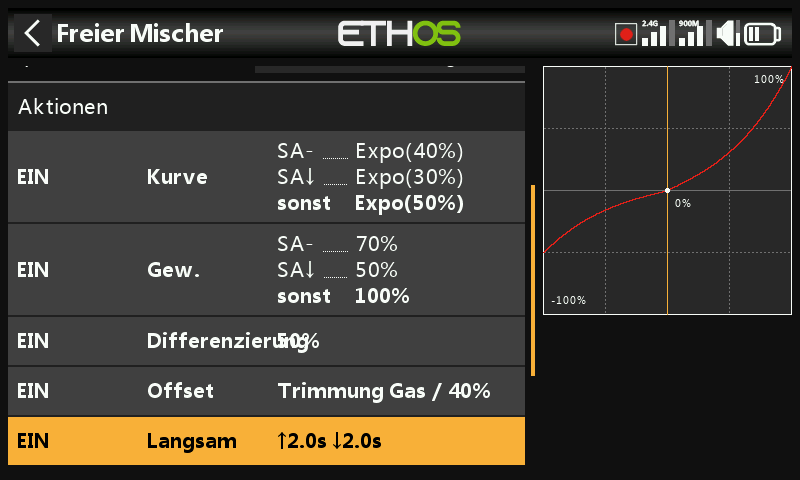 Freier Mischer
ETHOS
2.4G
900M
Aktionen
EIN
Kurve
SA- ...... Expo(40%)
SA↓ ...... Expo(30%)
sonst Expo(50%)
EIN
Gew.
SA- ...... 70%
SA↓ ...... 50%
sonst 100%
EIN
Differenzierung
50%
EIN
Offset
Trimmung Gas / 40%
EIN
Langsam
↑2.0s ↓2.0s
100%
0%
-100%